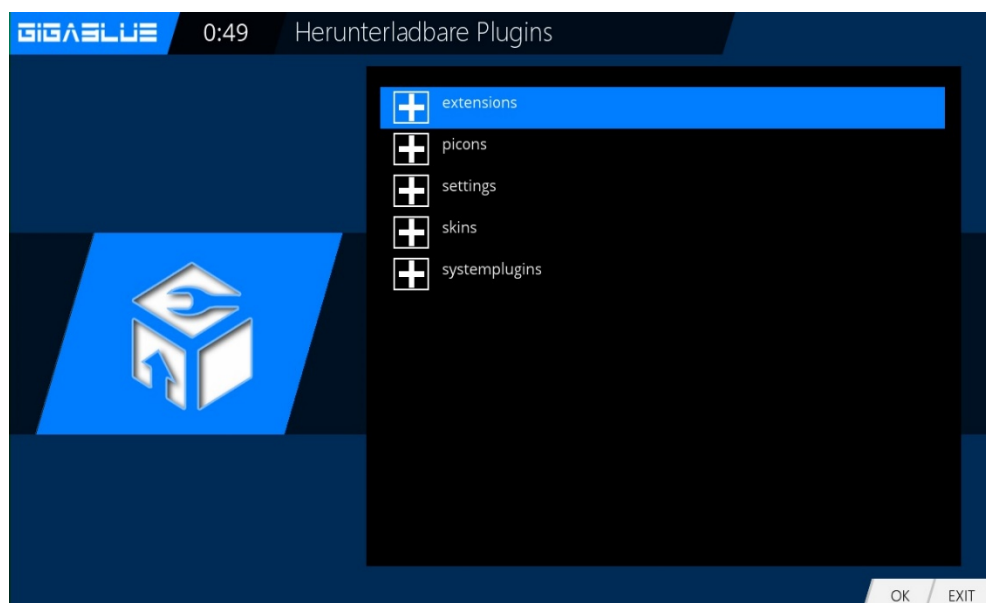 GIGABLUE 0:49 Herunterladbare Plugins
extensions
picons
settings
skins
systemplugins
OK EXIT